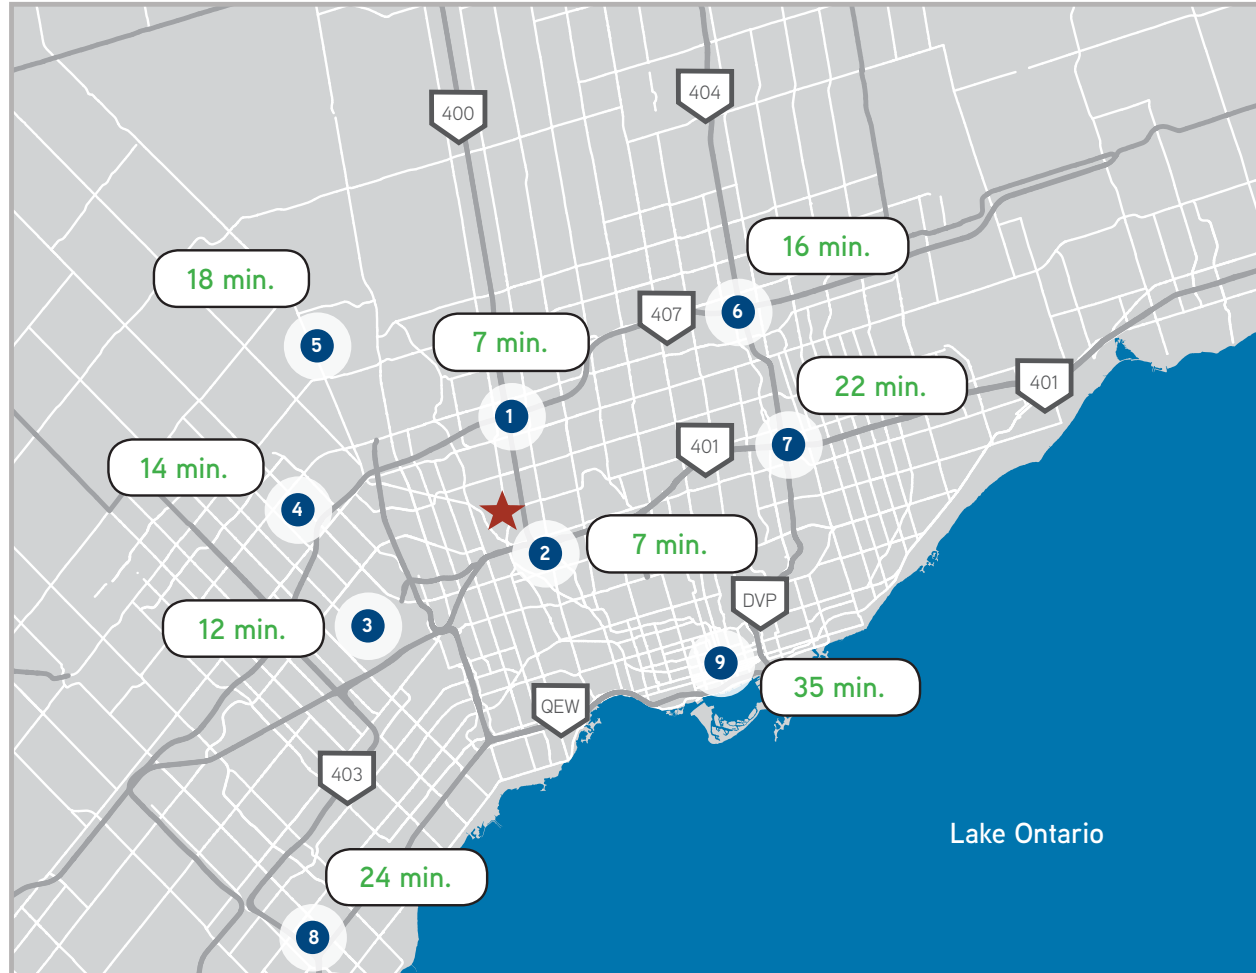 404
400
16 min.
18 min.
407
6
7 min.
5
22 min.
401
1
401
7
14 min.
4
7 min.
2
DVP
12 min.
3
9
35 min.
QEW
403
Lake Ontario
24 min.
8